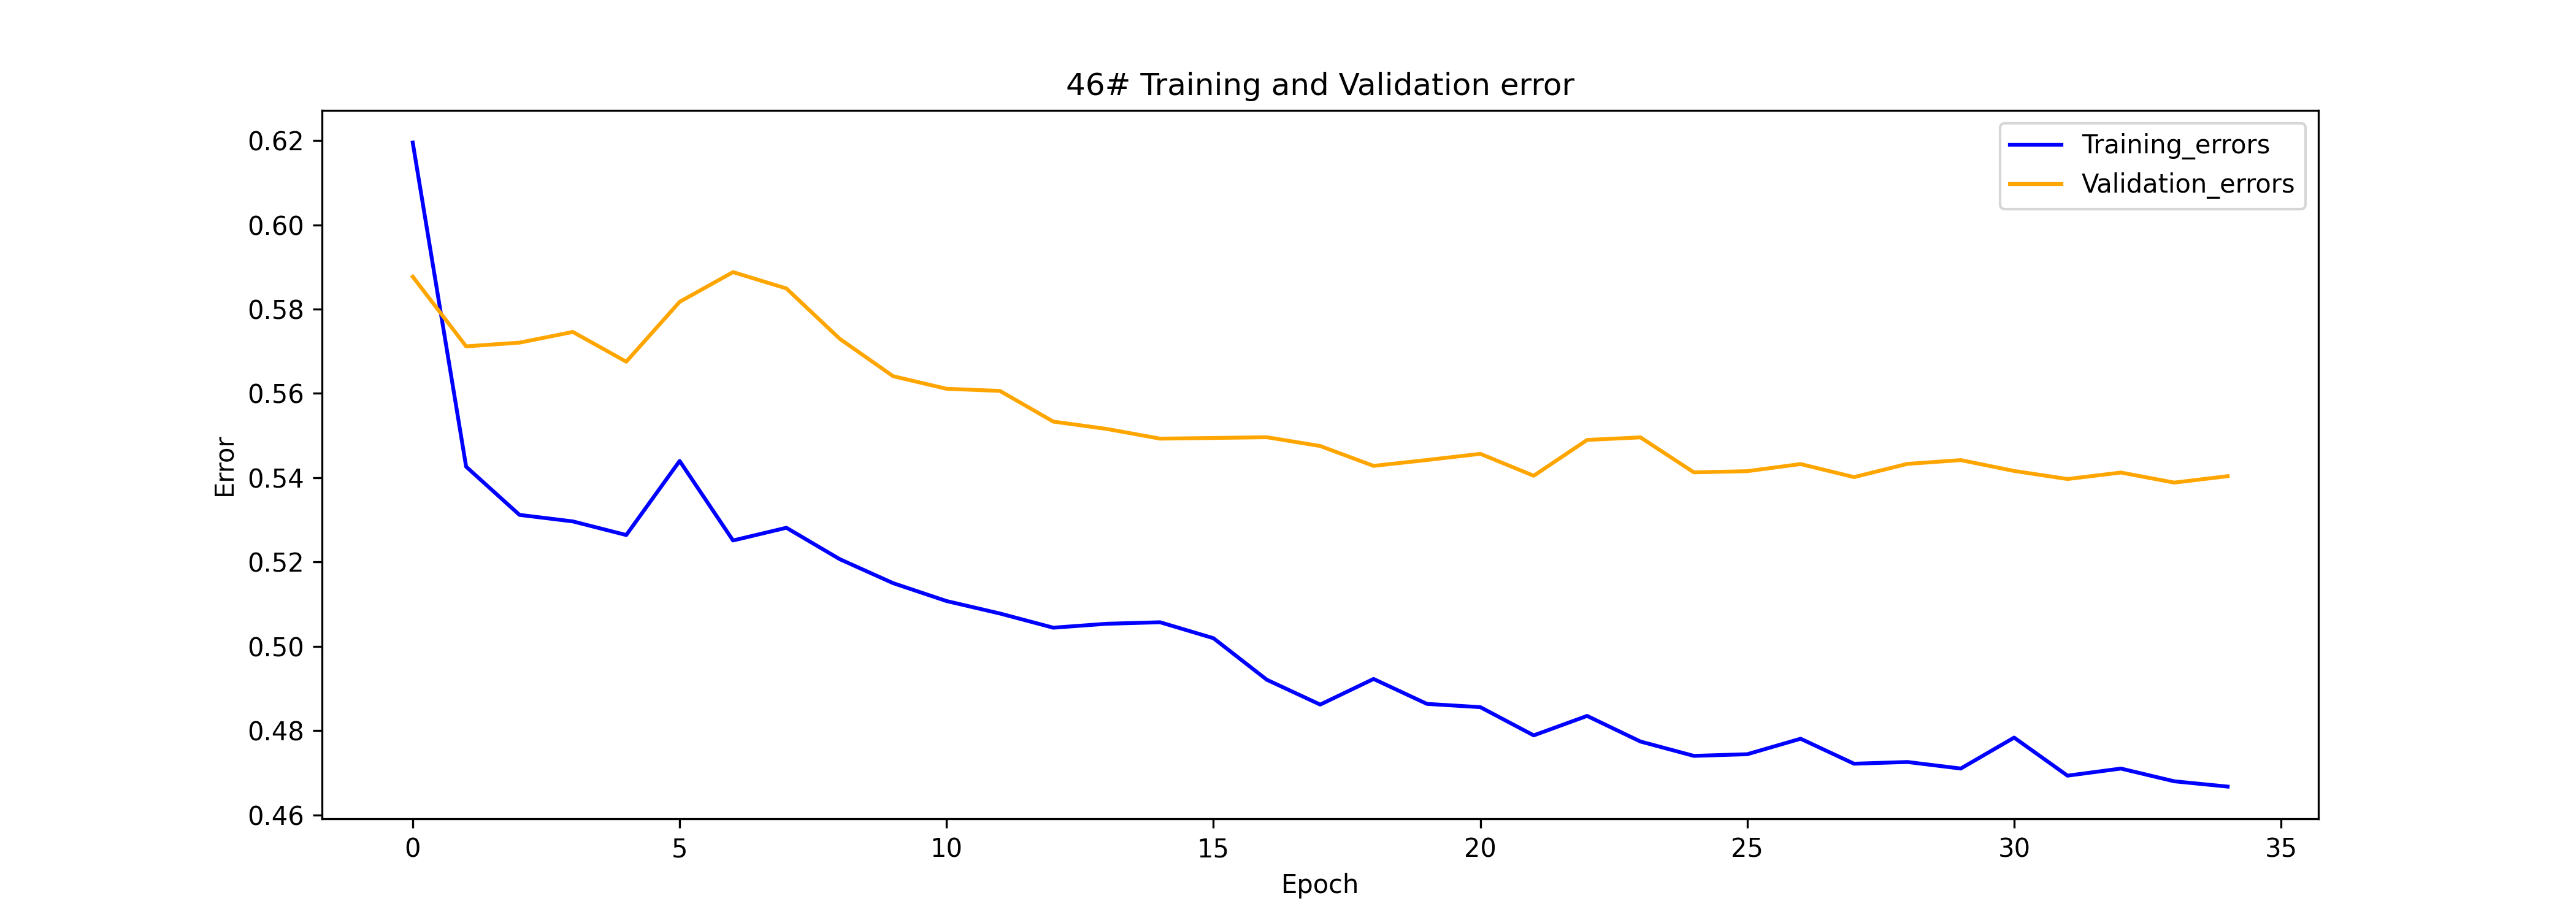 46# Training and Validation error
Training_errors
Validation_errors
0.62
0.60
0.58
0.56
0.54
0.52
0.50
0.48
0.46
Error
0 5 10 15 20 25 30 35
Epoch